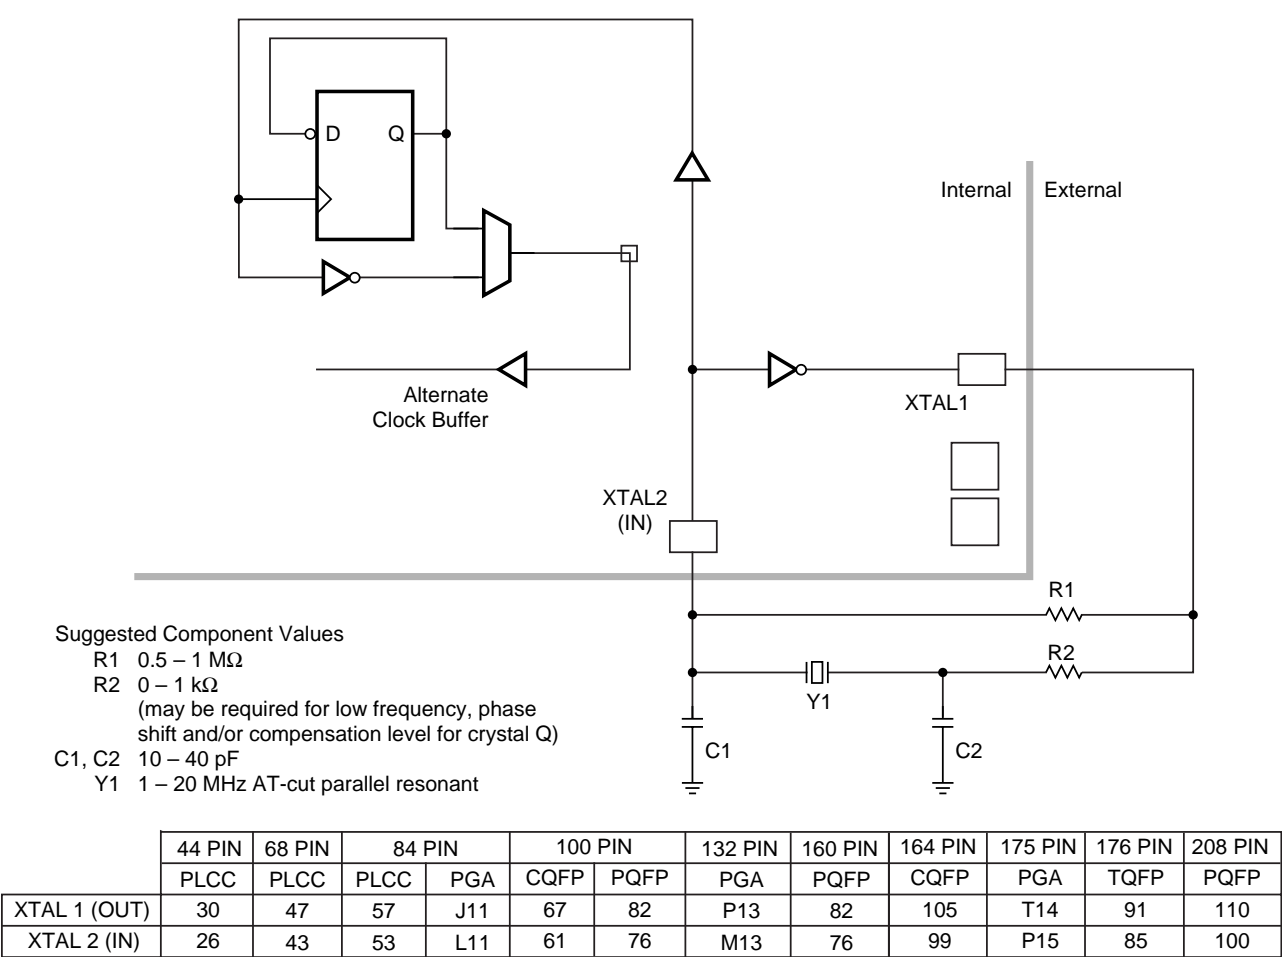 D Q
Internal External
Alternate
Clock Buffer
XTAL1
XTAL2
(IN)
R1
R2
Y1
C1 C2
Suggested Component Values
R1 0.5 – 1 MΩ
R2 0 – 1 kΩ
(may be required for low frequency, phase
shift and/or compensation level for crystal Q)
C1, C2 10 – 40 pF
Y1 1 – 20 MHz AT-cut parallel resonant
44 PIN 68 PIN 84 PIN 100 PIN 132 PIN 160 PIN 164 PIN 175 PIN 176 PIN 208 PIN
PLCC PLCC PLCC PGA CQFP PQFP PGA PQFP CQFP PGA TQFP PQFP
XTAL 1 (OUT) 30 47 57 J11 67 82 P13 82 105 T14 91 110
XTAL 2 (IN) 26 43 53 L11 61 76 M13 76 99 P15 85 100